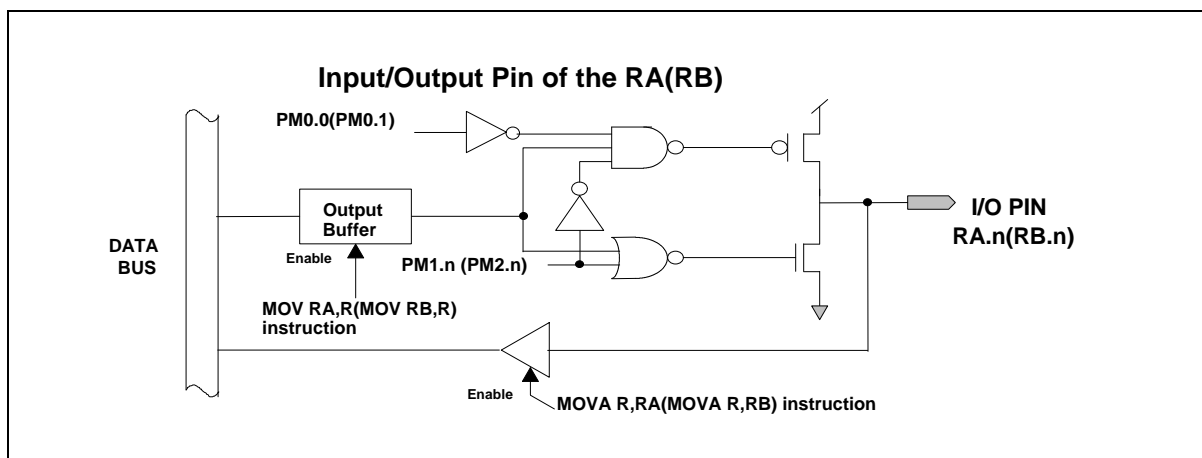 Input/Output Pin of the RA(RB)
PM0.0(PM0.1)
Output
Buffer
I/O PIN
RA.n(RB.n)
DATA
BUS
Enable
PM1.n (PM2.n)
MOV RA,R(MOV RB,R)
instruction
Enable
MOVA R,RA(MOVA R,RB) instruction